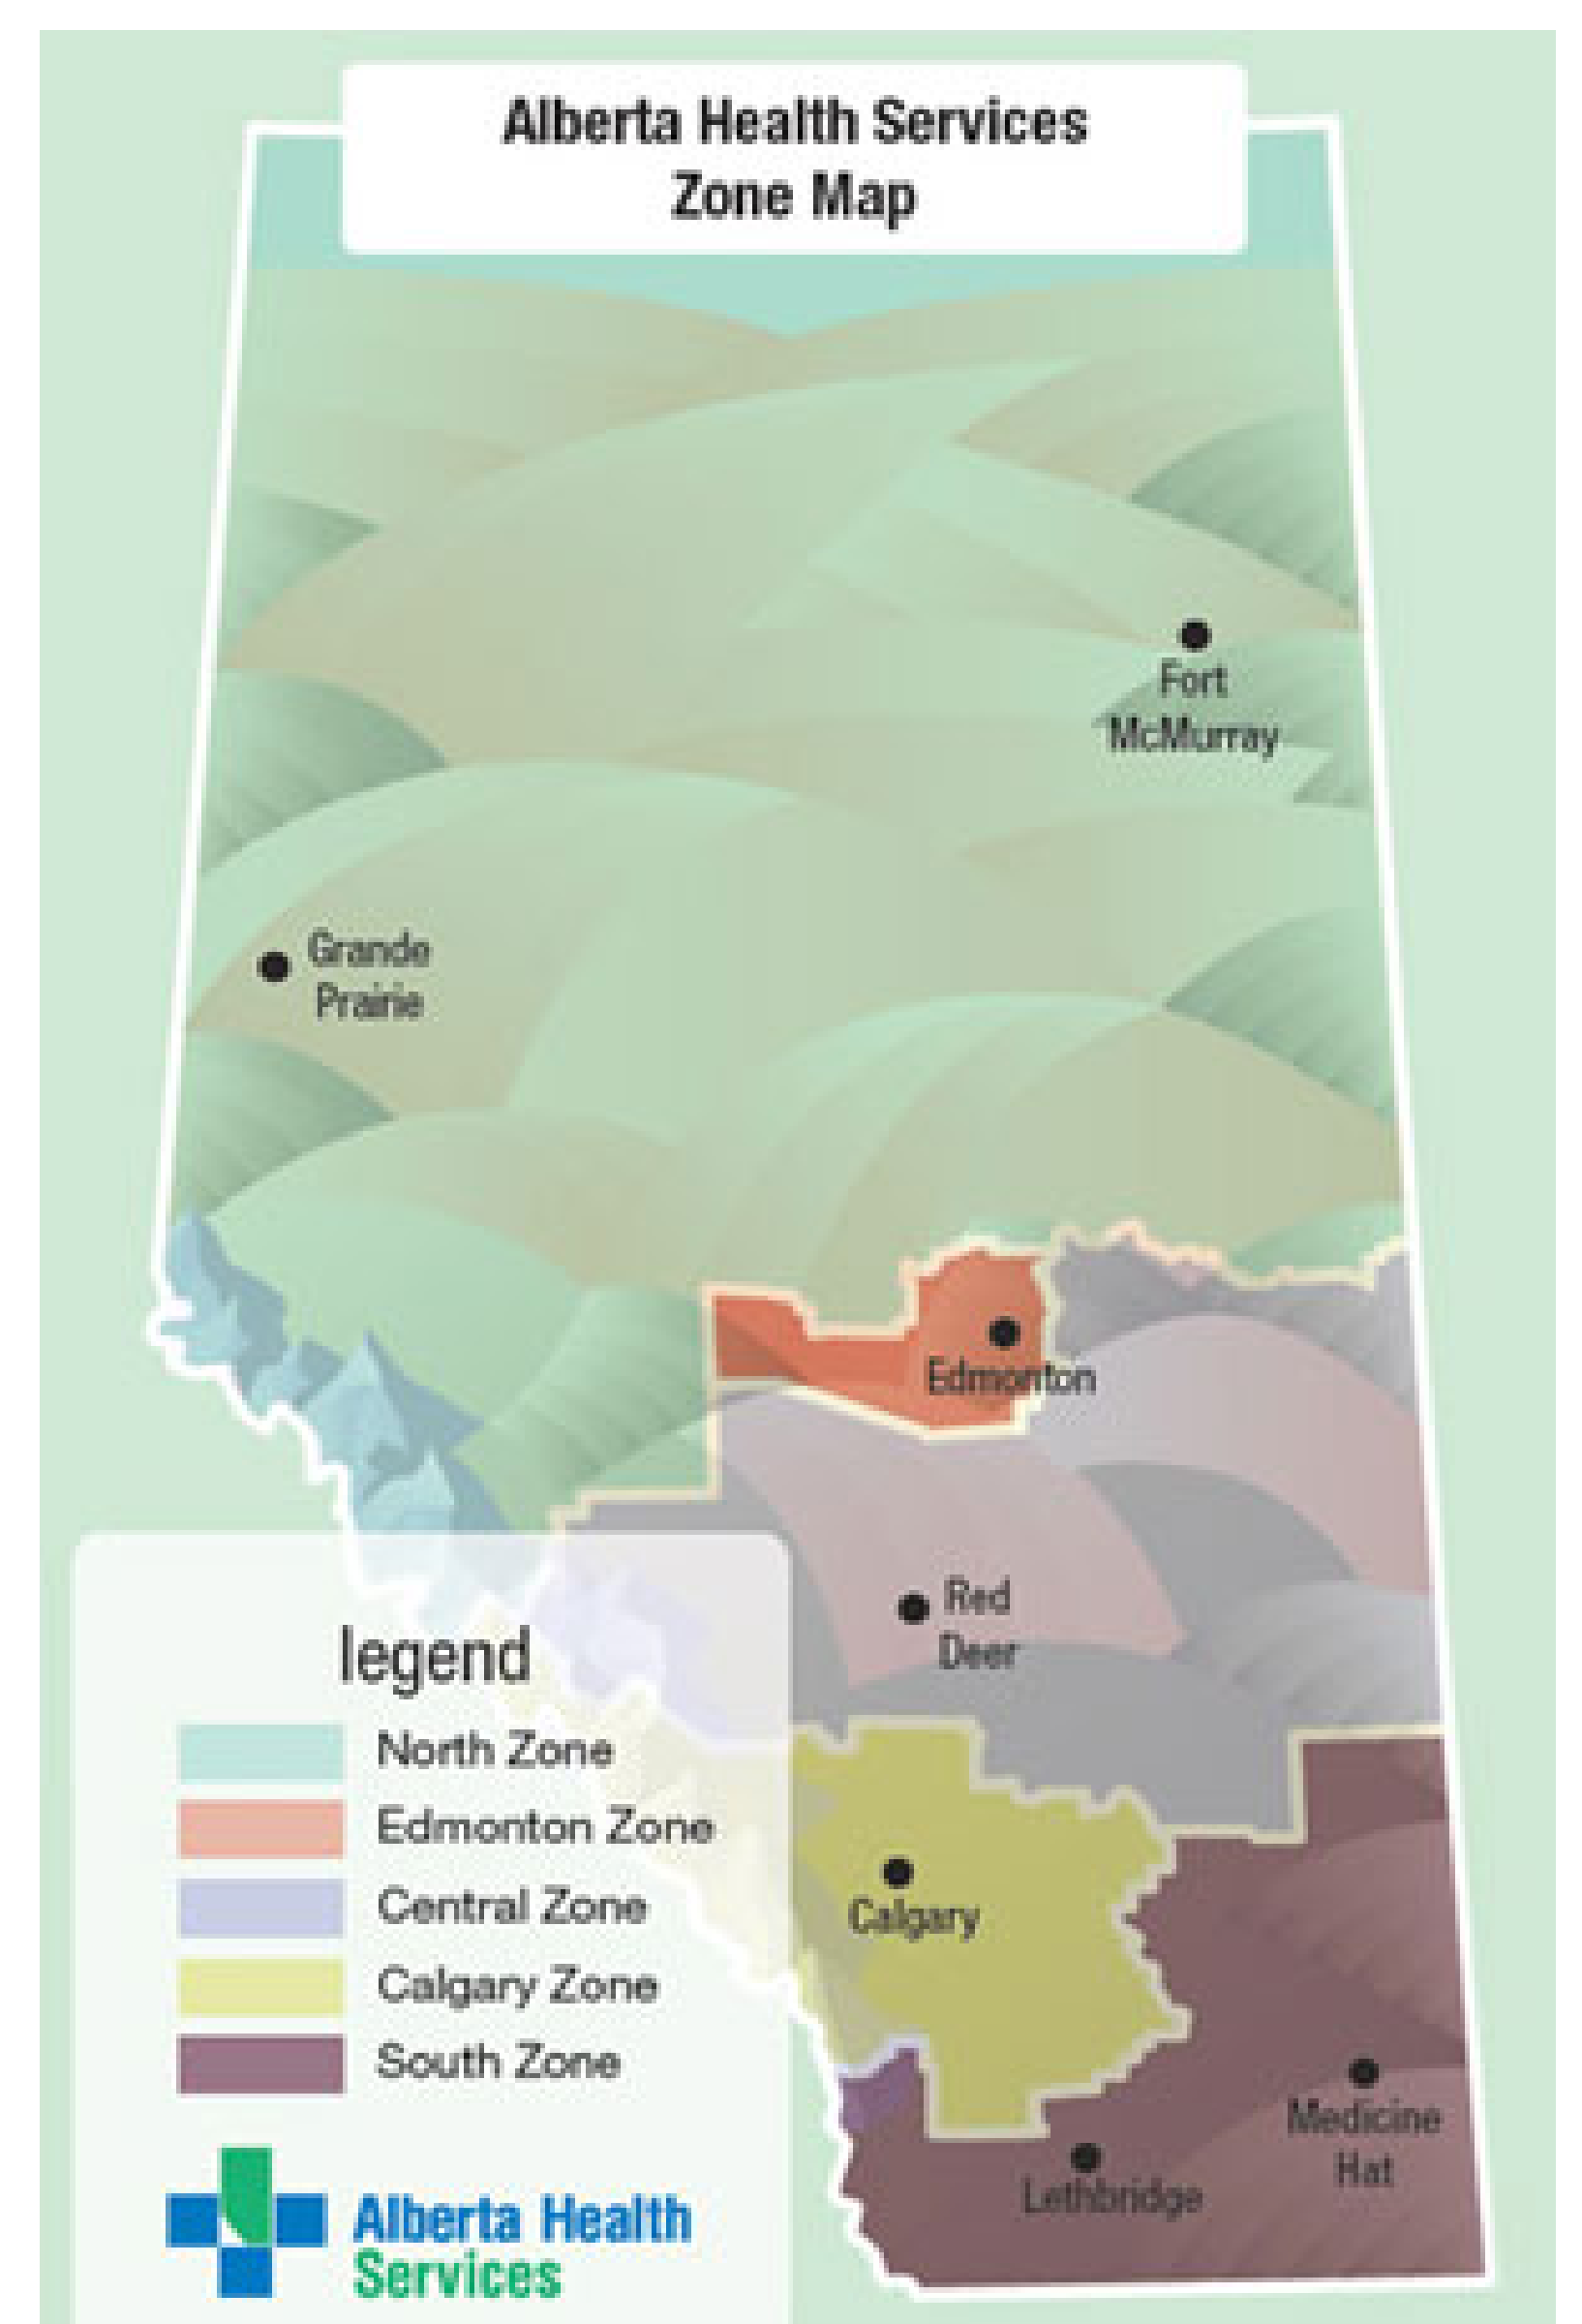 Alberta Health Services
Zone Map
Fort
McMurray
Grande
Prairie
Edmonton
Red
Deer
Calgary
Medicine
Hat
Lethbridge
legend
North Zone
Edmonton Zone
Central Zone
Calgary Zone
South Zone
Alberta Health
Services